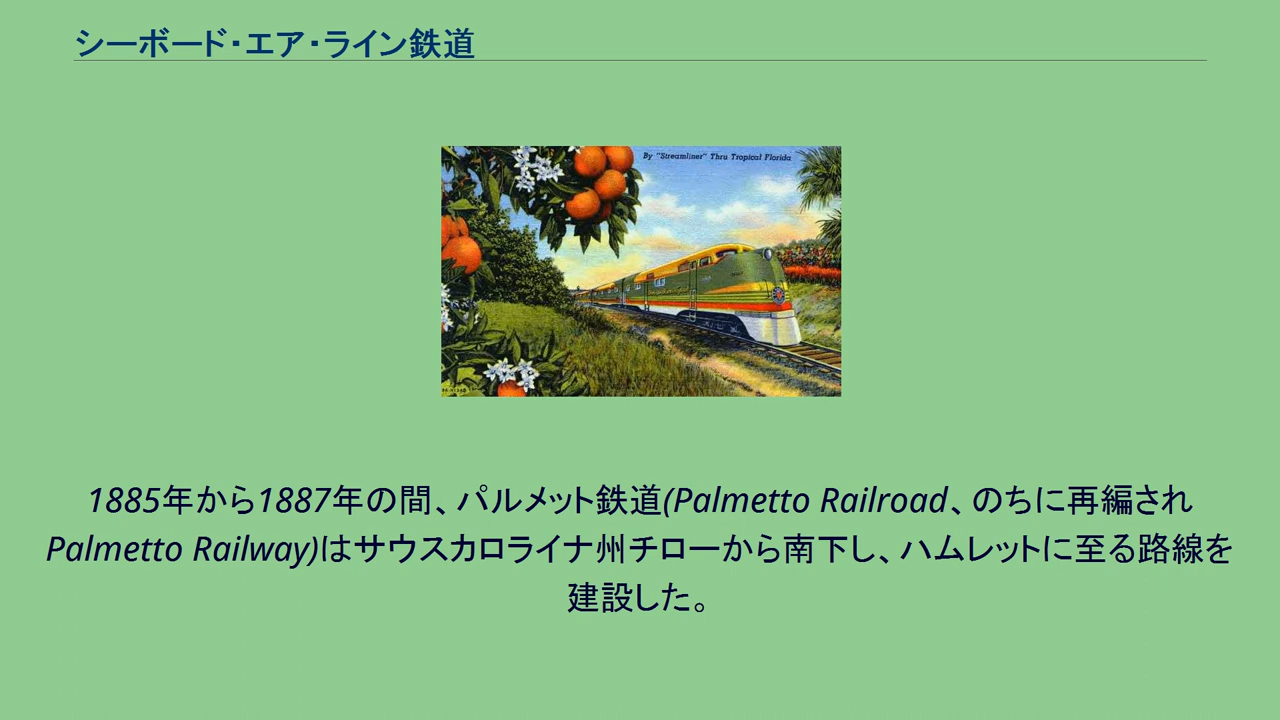 シーボード・エア・ライン鉄道
By "Streamliner" Thru Tropical Florida
1885年から1887年の間、パルメット鉄道(Palmetto Railroad、のちに再編され
Palmetto Railway)はサウスカロライナ州チローから南下し、ハムレットに至る路線を
建設した。